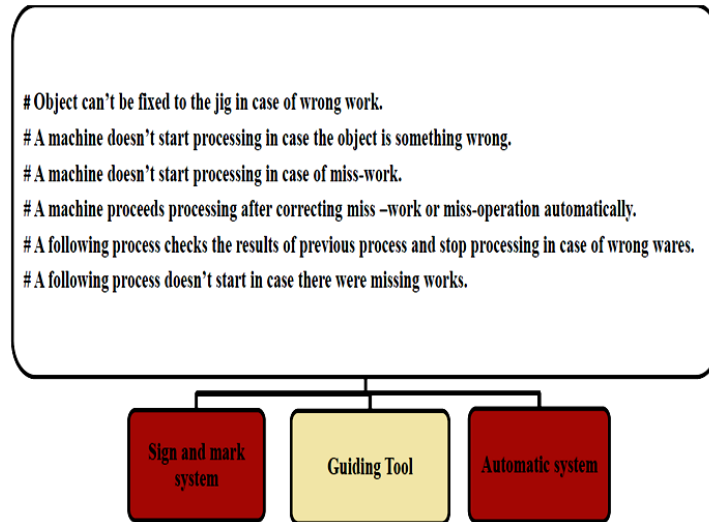 # Object can't be fixed to the jig in case of wrong work.
# A machine doesn't start processing in case the object is something wrong.
# A machine doesn't start processing in case of miss-work.
# A machine proceeds processing after correcting miss –work or miss-operation automatically.
# A following process checks the results of previous process and stop processing in case of wrong wares.
# A following process doesn't start in case there were missing works.
Sign and mark
system
Guiding Tool
Automatic system